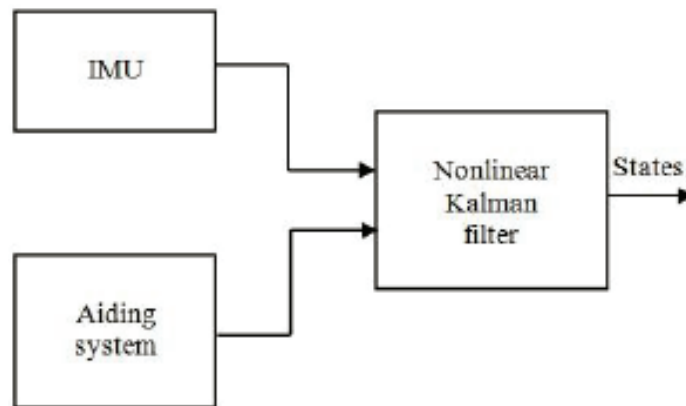 IMU
Nonlinear
Kalman
filter
States
Aiding
system